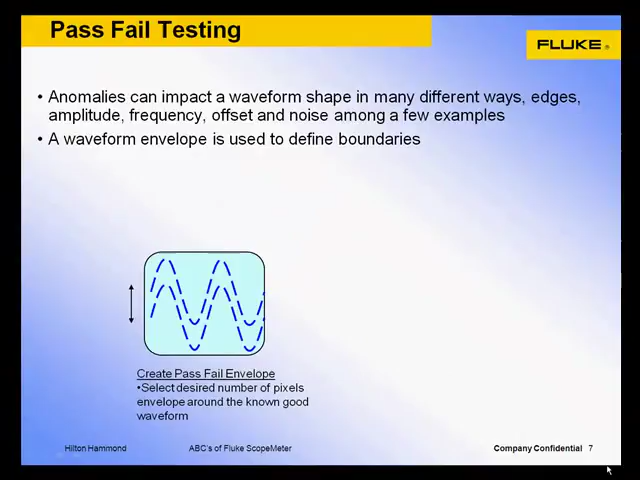 Pass Fail Testing
FLUKE®
• Anomalies can impact a waveform shape in many different ways, edges,
amplitude, frequency, offset and noise among a few examples
• A waveform envelope is used to define boundaries
Create Pass Fail Envelope
•Select desired number of pixels
envelope around the known good
waveform
Hilton Hammond
ABC's of Fluke ScopeMeter
Company Confidential 7